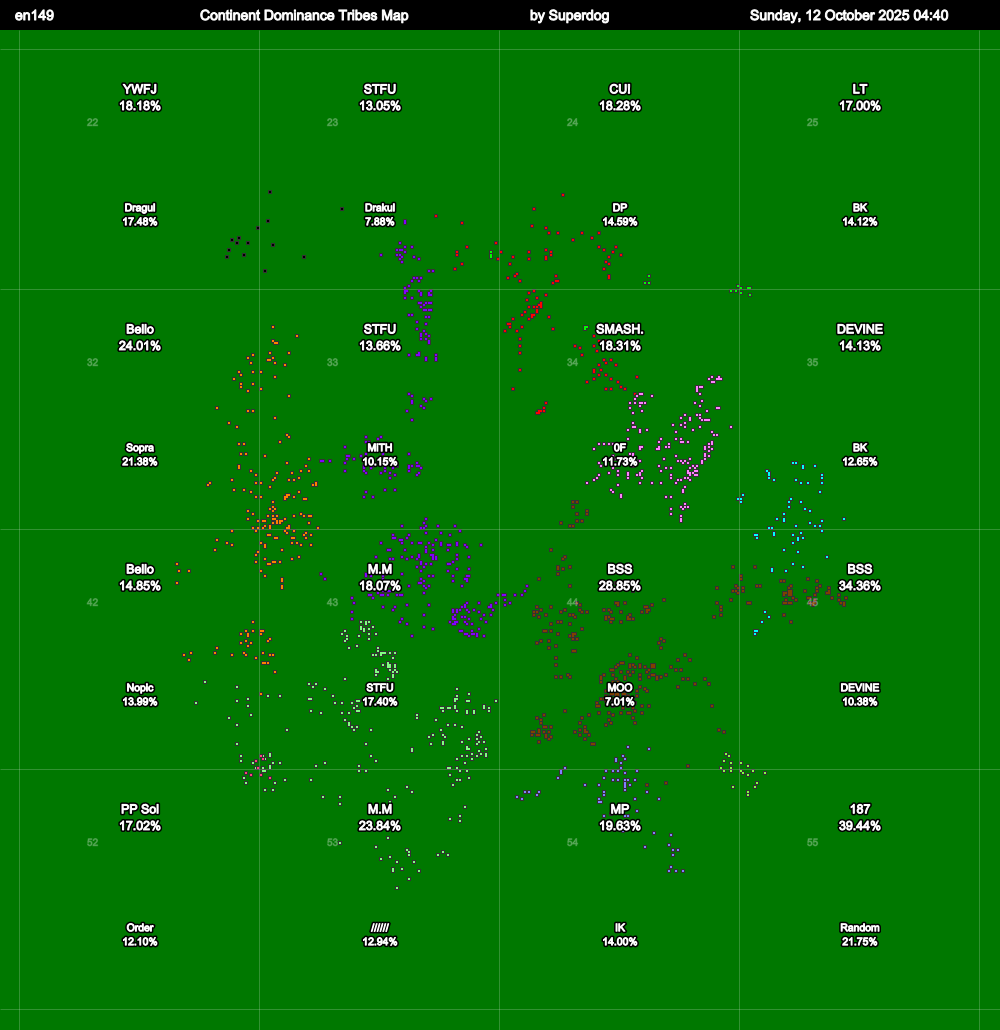 en149 Continent Dominance Tribes Map by Superdog Sunday, 12 October 2025 04:40
YWFJ STFU CUI LT
18.18% 13.05% 18.28% 17.00%
22 23 24 25
Dragul Drakul DP BK
17.48% 7.88% 14.59% 14.12%
Bello STFU SMASH. DEVINE
24.01% 13.66% 18.31% 14.13%
32 33 34 35
Sopra MITH 0F BK
21.38% 10.15% 11.73% 12.65%
Bello M.M BSS BSS
14.85% 18.07% 28.85% 34.36%
42 43 44 45
Nopic STFU MOO DEVINE
13.99% 17.40% 7.01% 10.38%
PP Sol M.M MP 187
17.02% 23.84% 19.63% 39.44%
52 53 54 55
Order ////// IK Random
12.10% 12.94% 14.00% 21.75%